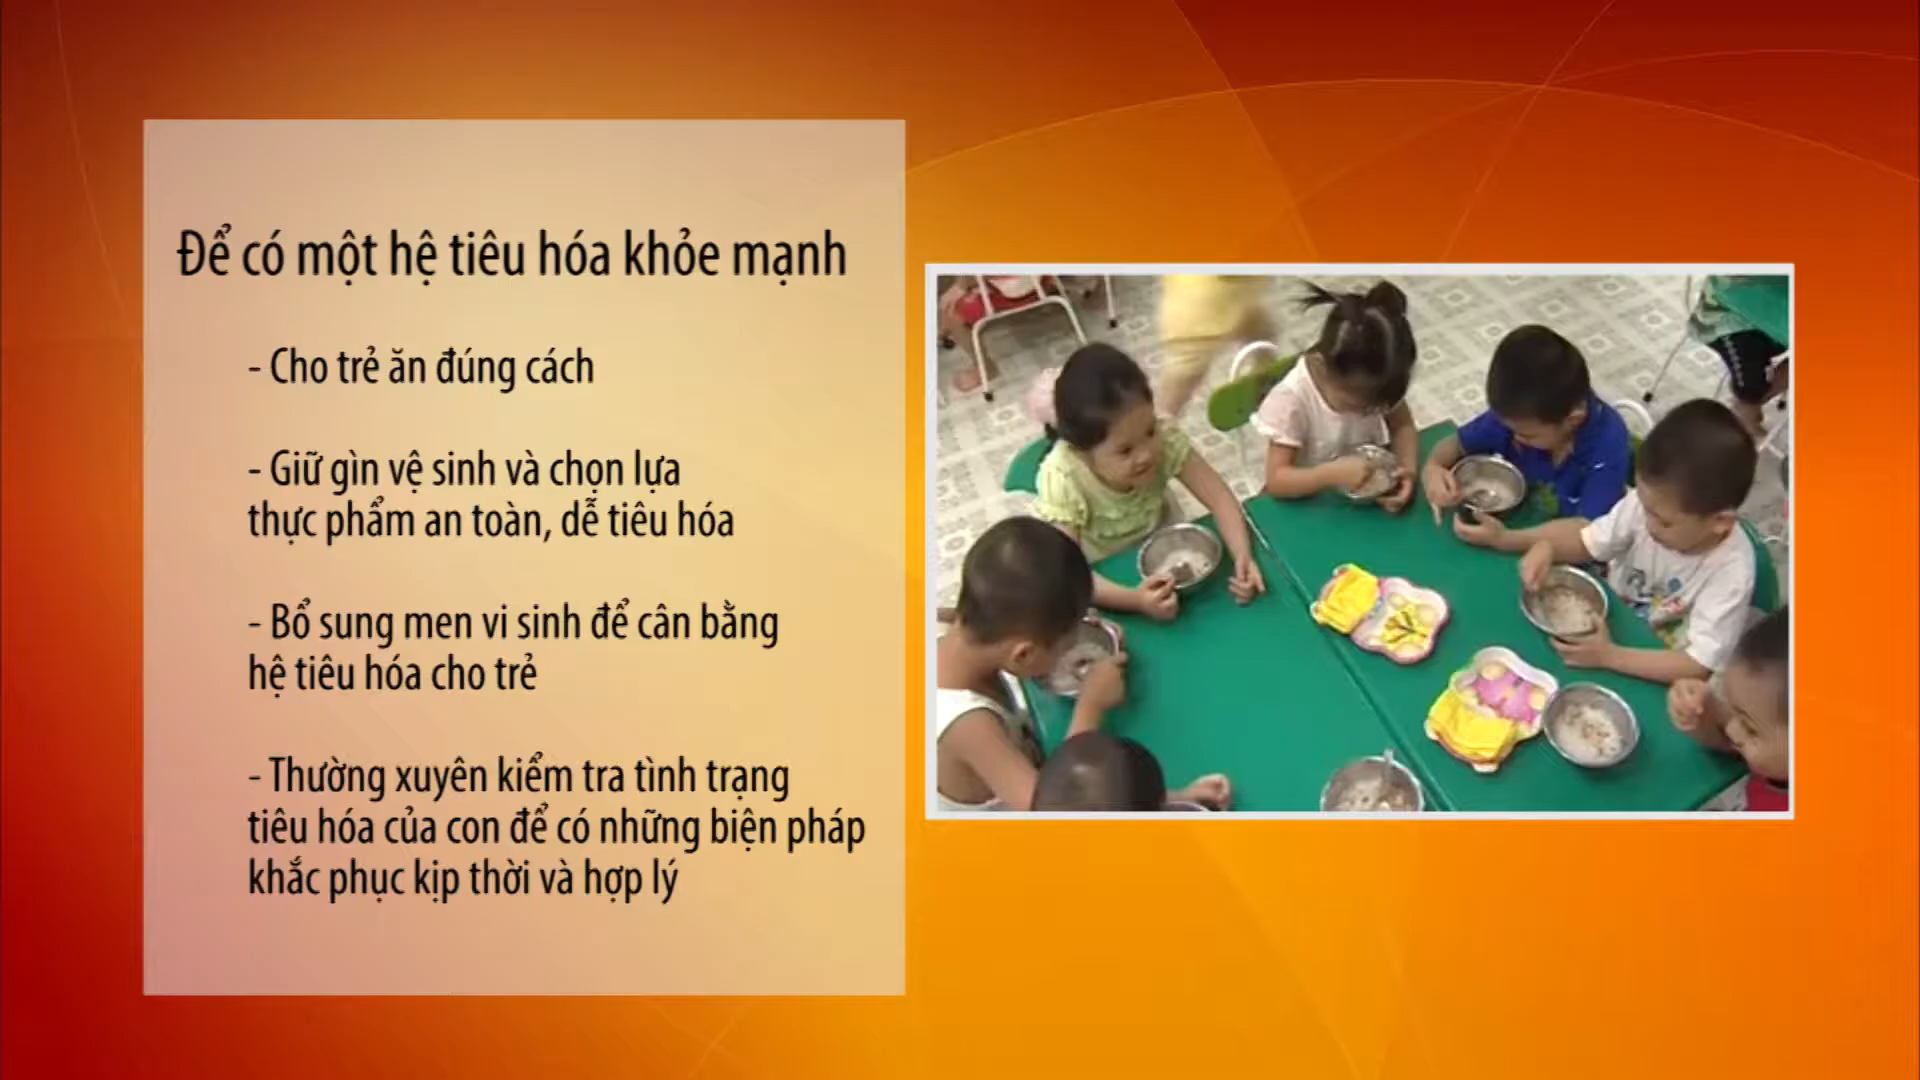 Để có một hệ tiêu hóa khỏe mạnh
- Cho trẻ ăn đúng cách
- Giữ gìn vệ sinh và chọn lựa
thực phẩm an toàn, dễ tiêu hóa
- Bổ sung men vi sinh để cân bằng
hệ tiêu hóa cho trẻ
- Thường xuyên kiểm tra tình trạng
tiêu hóa của con để có những biện pháp
khắc phục kịp thời và hợp lý